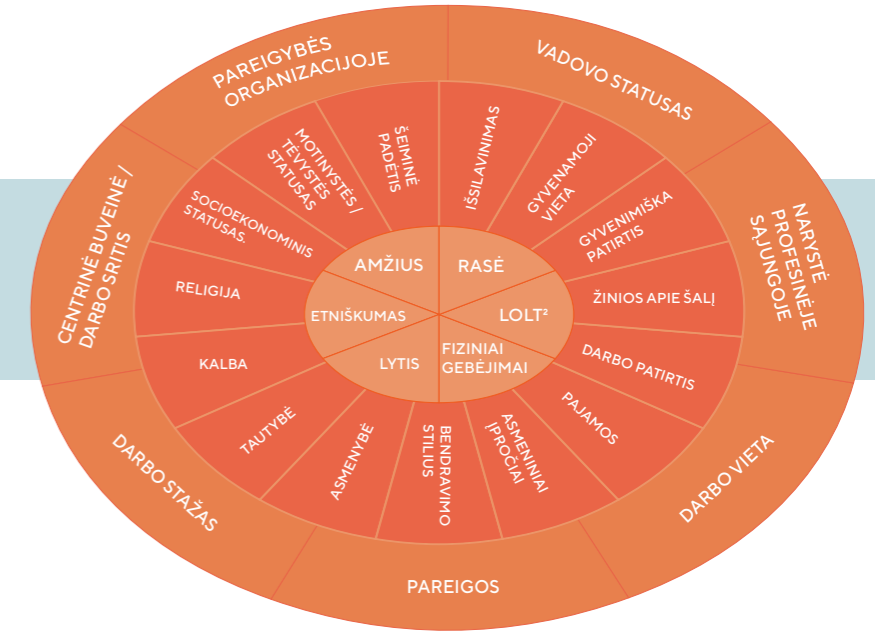 PAREIGYBĖS
ORGANIZACIJOJE
VADOVO STATUSAS
NARYSTĖ
PROFESINĖJE
SĄJUNGOJE
DARBO VIETA
PAREIGOS
DARBO STAŽAS
CENTRINĖ BUVEINĖ /
DARBO SRITIS
ŠEIMINĖ
PADĖTIS
IŠSILAVINIMAS
GYVENAMOJI
VIETA
GYVENIMIŠKA
PATIRTIS
ŽINIOS APIE ŠALĮ
DARBO PATIRTIS
PAJAMOS
ASMENINIAI
ĮPROČIAI
BENDRAVIMO
STILIUS
ASMENYBĖ
TAUTYBĖ
KALBA
RELIGIJA
SOCIOEKONOMINIS
STATUSAS.
MOTINYSTĖS /
TĖVYSTĖS
STATUSAS
AMŽIUS
RASĖ
LOLT²
FIZINIAI
GEBĖJIMAI
LYTIS
ETNIŠKUMAS